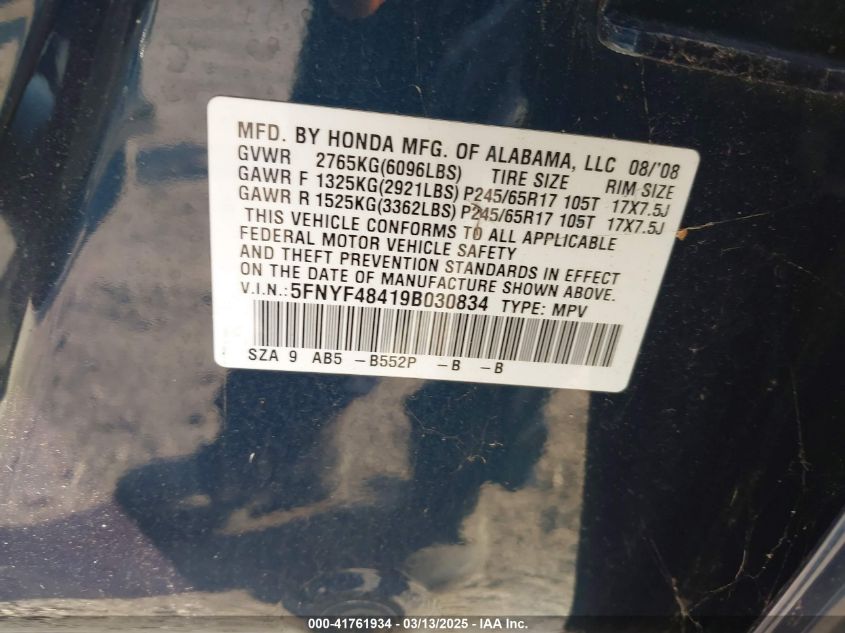 MFD. BY HONDA MFG. OF ALABAMA, LLC 08/'08
GVWR 2765KG(6096LBS) TIRE SIZE RIM SIZE
GAWR F 1325KG(2921LBS) P245/65R17 105T 17X7.5J
GAWR R 1525KG(3362LBS) P245/65R17 105T 17X7.5J
THIS VEHICLE CONFORMS TO ALL APPLICABLE
FEDERAL MOTOR VEHICLE SAFETY
AND THEFT PREVENTION STANDARDS IN EFFECT
ON THE DATE OF MANUFACTURE SHOWN ABOVE.
V.I.N.:5FNYF48419B030834 TYPE: MPV
SZA 9 AB5 -B552P -B -B
000-41761934 - 03/13/2025 - IAA Inc.